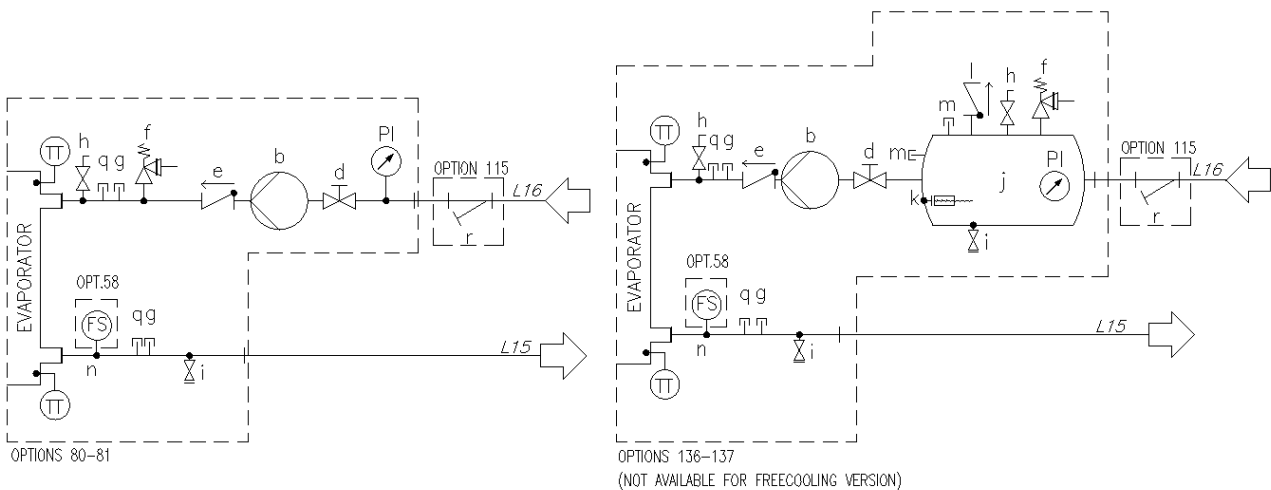 h
f
PI
TT
q g
e
b
d
OPTION 115
L16
r
EVAPORATOR
OPT.58
FS
q g
n
i
L15
TT
OPTIONS 80-81
l
h
f
m
h
TT
q g
e
b
d
m
PI
j
k
i
OPTION 115
L16
r
EVAPORATOR
OPT.58
FS
q g
n
i
L15
TT
OPTIONS 136-137
(NOT AVAILABLE FOR FREECOOLING VERSION)